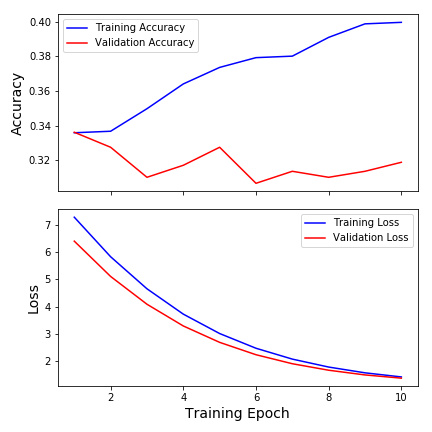 0.40
0.38
0.36
0.34
0.32
Accuracy
Training Accuracy
Validation Accuracy
7
6
5
4
3
2
Loss
Training Loss
Validation Loss
2
4
6
8
10
Training Epoch